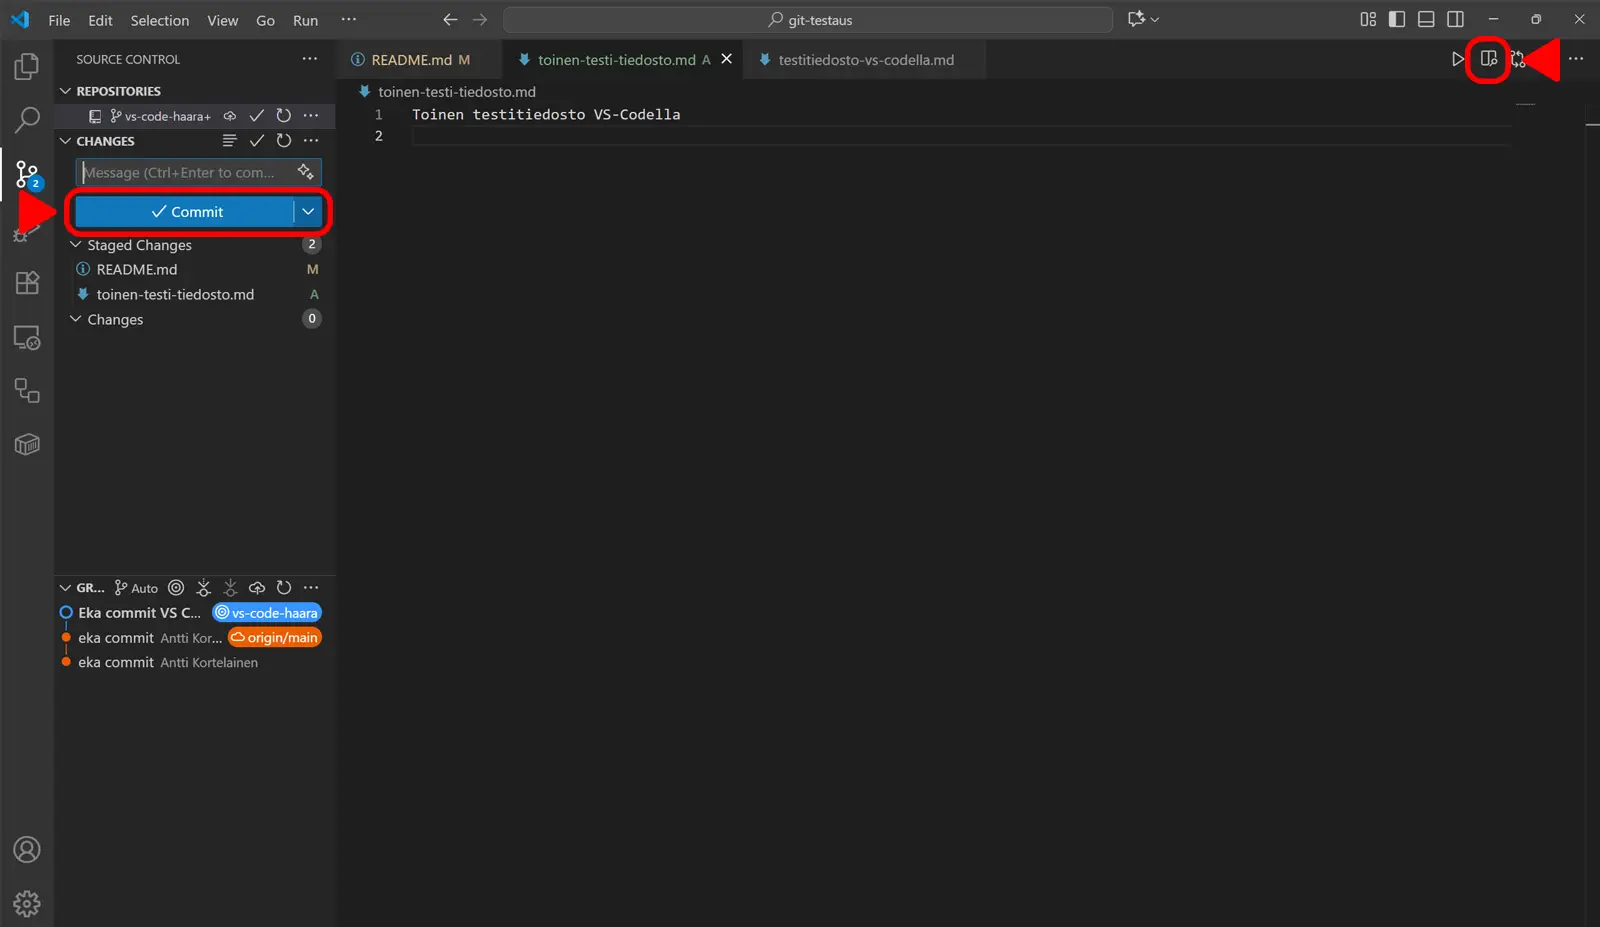 File Edit Selection View Go Run ···
git-testaus
SOURCE CONTROL
README.md M
toinen-testi-tiedosto.md A
testitiedosto-vs-codella.md
REPOSITORIES
vs-code-haara+
CHANGES
Message (Ctrl+Enter to com...
2
Commit
Staged Changes 2
README.md M
toinen-testi-tiedosto.md A
Changes 0
toinen-testi-tiedosto.md
1 Toinen testitiedosto VS-Codella
2
GR... Auto
Eka commit VS C... vs-code-haara
eka commit Antti Kor... origin/main
eka commit Antti Kortelainen